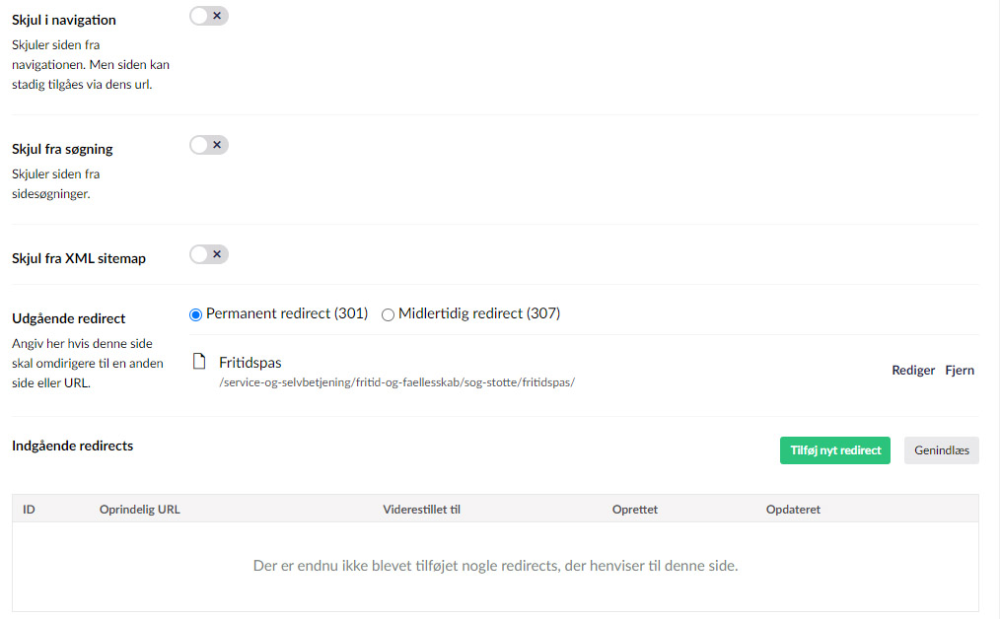 Skjul i navigation
Skjuler siden fra
navigationen. Men siden kan
stadig tilgåes via dens url.
Skjul fra søgning
Skjuler siden fra
sidesøgninger.
Skjul fra XML sitemap
Udgående redirect
Angiv her hvis denne side
skal omdirigere til en anden
side eller URL.
Permanent redirect (301) Midlertidig redirect (307)
Fritidspas
/service-og-selvbetjening/fritid-og-faellesskab/sog-stotte/fritidspas/
Rediger Fjern
Indgående redirects
Tilføj nyt redirect Genindlæs
ID Oprindelig URL Viderestillet til Oprettet Opdateret
Der er endnu ikke blevet tilføjet nogle redirects, der henviser til denne side.